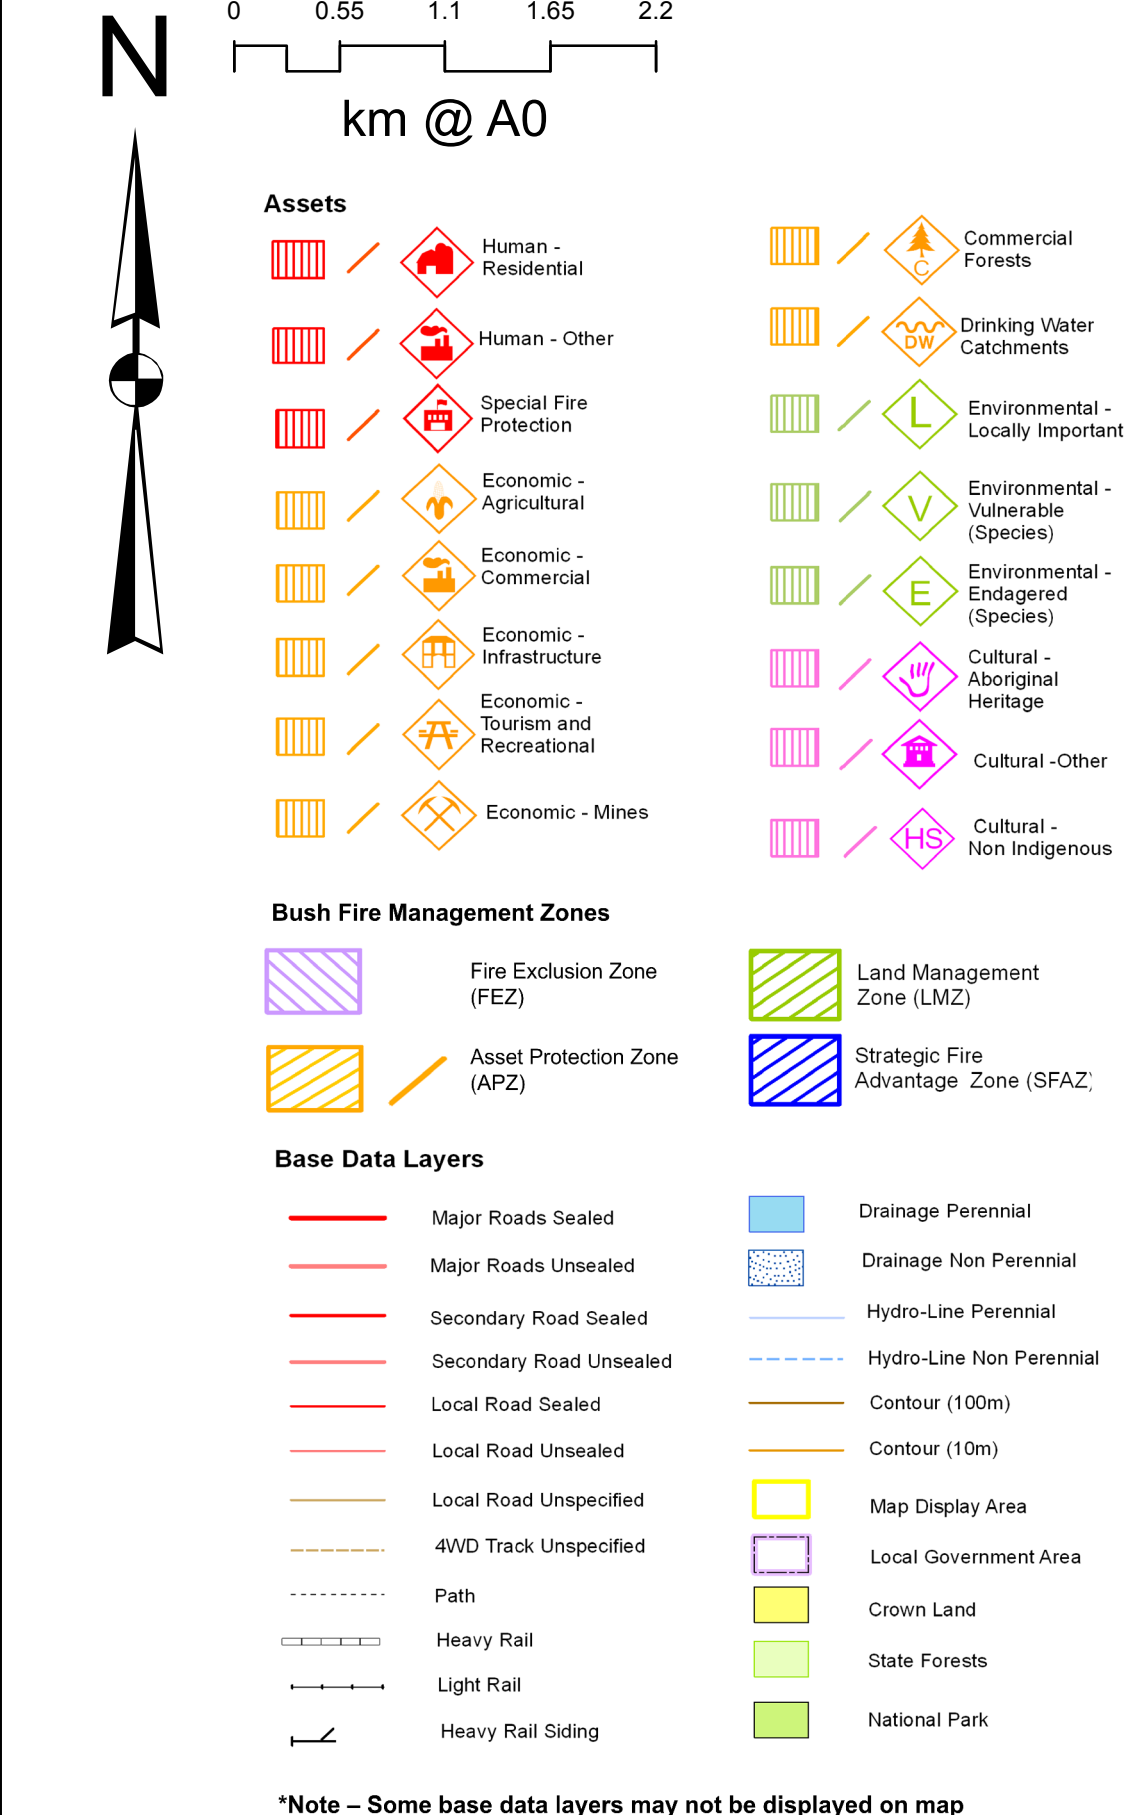 N
0 0.55 1.1 1.65 2.2
km @ A0
Assets
Human -
Residential
Human - Other
Special Fire
Protection
Economic -
Agricultural
Economic -
Commercial
Economic -
Infrastructure
Economic -
Tourism and
Recreational
Economic - Mines
C
Commercial
Forests
DW
Drinking Water
Catchments
L
Environmental -
Locally Important
V
Environmental -
Vulnerable
(Species)
E
Environmental -
Endagered
(Species)
Cultural -
Aboriginal
Heritage
Cultural -Other
HS
Cultural -
Non Indigenous
Bush Fire Management Zones
Fire Exclusion Zone
(FEZ)
Asset Protection Zone
(APZ)
Land Management
Zone (LMZ)
Strategic Fire
Advantage Zone (SFAZ)
Base Data Layers
Major Roads Sealed
Major Roads Unsealed
Secondary Road Sealed
Secondary Road Unsealed
Local Road Sealed
Local Road Unsealed
Local Road Unspecified
4WD Track Unspecified
Path
Heavy Rail
Light Rail
Heavy Rail Siding
Drainage Perennial
Drainage Non Perennial
Hydro-Line Perennial
Hydro-Line Non Perennial
Contour (100m)
Contour (10m)
Map Display Area
Local Government Area
Crown Land
State Forests
National Park
*Note – Some base data layers may not be displayed on map